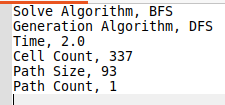 Solve Algorithm, BFS
Generation Algorithm, DFS
Time, 2.0
Cell Count, 337
Path Size, 93
Path Count, 1